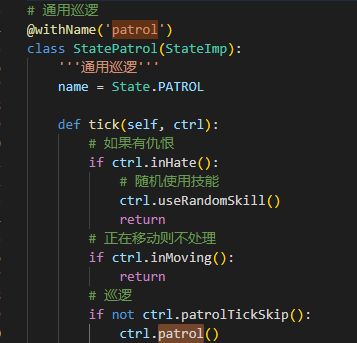 # 通用巡逻
@withName('patrol')
class StatePatrol(StateImp):
'''通用巡逻'''
name = State.PATROL
def tick(self, ctrl):
# 如果有仇恨
if ctrl.inHate():
# 随机使用技能
ctrl.useRandomSkill()
return
# 正在移动则不处理
if ctrl.inMoving():
return
# 巡逻
if not ctrl.patrolTickSkip():
ctrl.patrol()